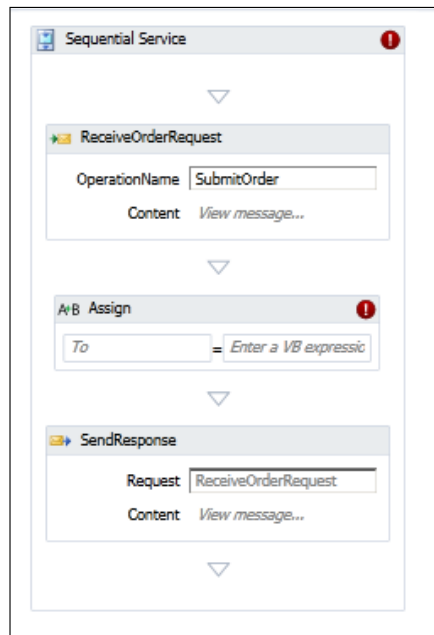 Sequential Service
ReceiveOrderRequest
OperationName SubmitOrder
Content View message...
A+B Assign
To = Enter a VB expressic
SendResponse
Request ReceiveOrderRequest
Content View message...